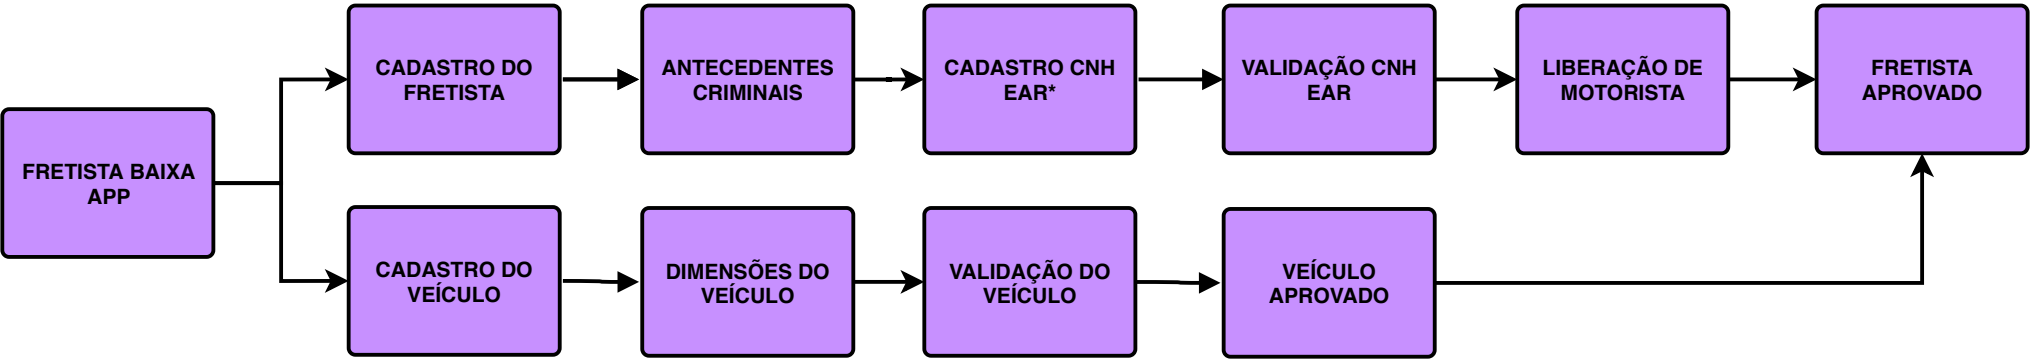 FRETISTA BAIXA
APP
CADASTRO DO
FRETISTA
ANTECEDENTES
CRIMINAIS
CADASTRO CNH
EAR*
VALIDAÇÃO CNH
EAR
LIBERAÇÃO DE
MOTORISTA
FRETISTA
APROVADO
CADASTRO DO
VEÍCULO
DIMENSÕES DO
VEÍCULO
VALIDAÇÃO DO
VEÍCULO
VEÍCULO
APROVADO